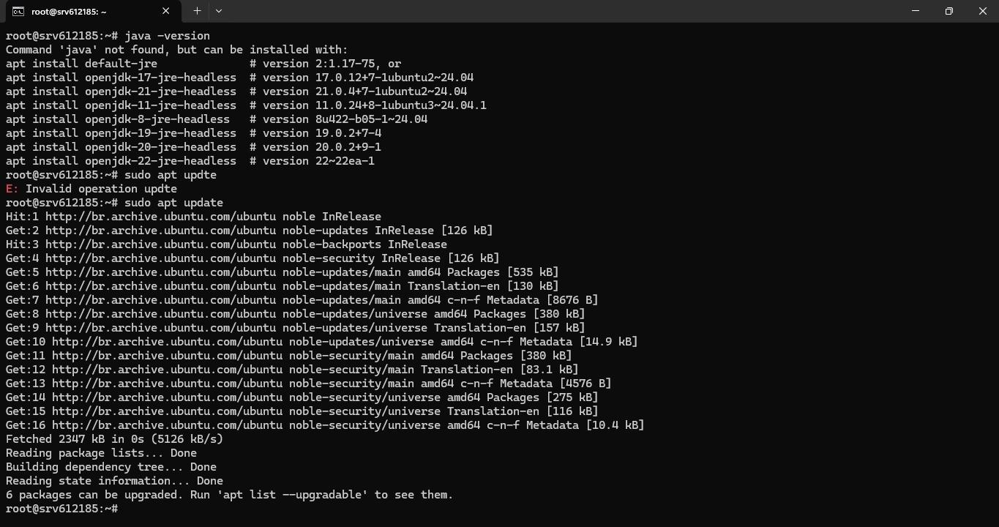 root@srv612185: ~
root@srv612185:~# java -version
Command 'java' not found, but can be installed with:
apt install default-jre              # version 2:1.17-75, or
apt install openjdk-17-jre-headless  # version 17.0.12+7-1ubuntu2~24.04
apt install openjdk-21-jre-headless  # version 21.0.4+7-1ubuntu2~24.04
apt install openjdk-11-jre-headless  # version 11.0.24+8-1ubuntu3~24.04.1
apt install openjdk-8-jre-headless   # version 8u422-b05-1~24.04
apt install openjdk-19-jre-headless  # version 19.0.2+7-4
apt install openjdk-20-jre-headless  # version 20.0.2+9-1
apt install openjdk-22-jre-headless  # version 22~22ea-1
root@srv612185:~# sudo apt updte
E: Invalid operation updte
root@srv612185:~# sudo apt update
Hit:1 http://br.archive.ubuntu.com/ubuntu noble InRelease
Get:2 http://br.archive.ubuntu.com/ubuntu noble-updates InRelease [126 kB]
Hit:3 http://br.archive.ubuntu.com/ubuntu noble-backports InRelease
Get:4 http://br.archive.ubuntu.com/ubuntu noble-security InRelease [126 kB]
Get:5 http://br.archive.ubuntu.com/ubuntu noble-updates/main amd64 Packages [535 kB]
Get:6 http://br.archive.ubuntu.com/ubuntu noble-updates/main Translation-en [130 kB]
Get:7 http://br.archive.ubuntu.com/ubuntu noble-updates/main amd64 c-n-f Metadata [8676 B]
Get:8 http://br.archive.ubuntu.com/ubuntu noble-updates/universe amd64 Packages [380 kB]
Get:9 http://br.archive.ubuntu.com/ubuntu noble-updates/universe Translation-en [157 kB]
Get:10 http://br.archive.ubuntu.com/ubuntu noble-updates/universe amd64 c-n-f Metadata [14.9 kB]
Get:11 http://br.archive.ubuntu.com/ubuntu noble-security/main amd64 Packages [380 kB]
Get:12 http://br.archive.ubuntu.com/ubuntu noble-security/main Translation-en [83.1 kB]
Get:13 http://br.archive.ubuntu.com/ubuntu noble-security/main amd64 c-n-f Metadata [4576 B]
Get:14 http://br.archive.ubuntu.com/ubuntu noble-security/universe amd64 Packages [275 kB]
Get:15 http://br.archive.ubuntu.com/ubuntu noble-security/universe Translation-en [116 kB]
Get:16 http://br.archive.ubuntu.com/ubuntu noble-security/universe amd64 c-n-f Metadata [10.4 kB]
Fetched 2347 kB in 0s (5126 kB/s)
Reading package lists... Done
Building dependency tree... Done
Reading state information... Done
6 packages can be upgraded. Run 'apt list --upgradable' to see them.
root@srv612185:~#